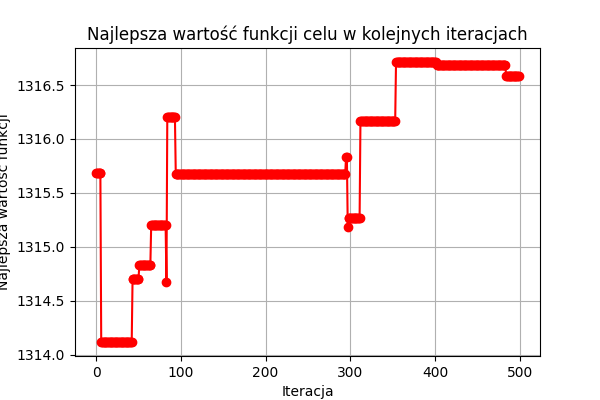 Najlepsza wartość funkcji celu w kolejnych iteracjach
Najlepsza wartość funkcji
1316.5
1316.0
1315.5
1315.0
1314.5
1314.0
0 100 200 300 400 500
Iteracja